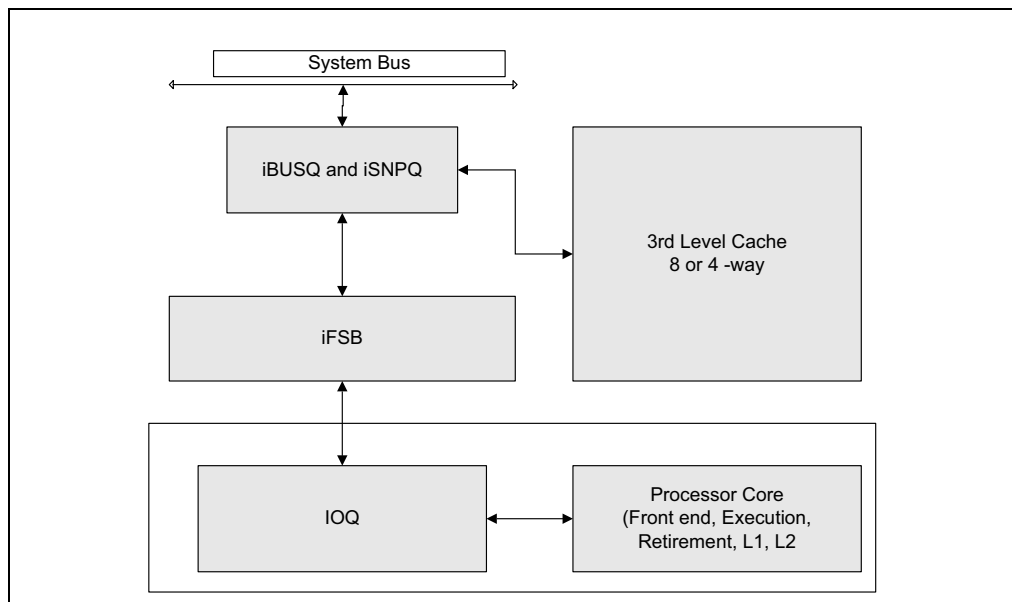 System Bus
iBUSQ and iSNPQ
3rd Level Cache
8 or 4 -way
iFSB
IOQ
Processor Core
(Front end, Execution,
Retirement, L1, L2